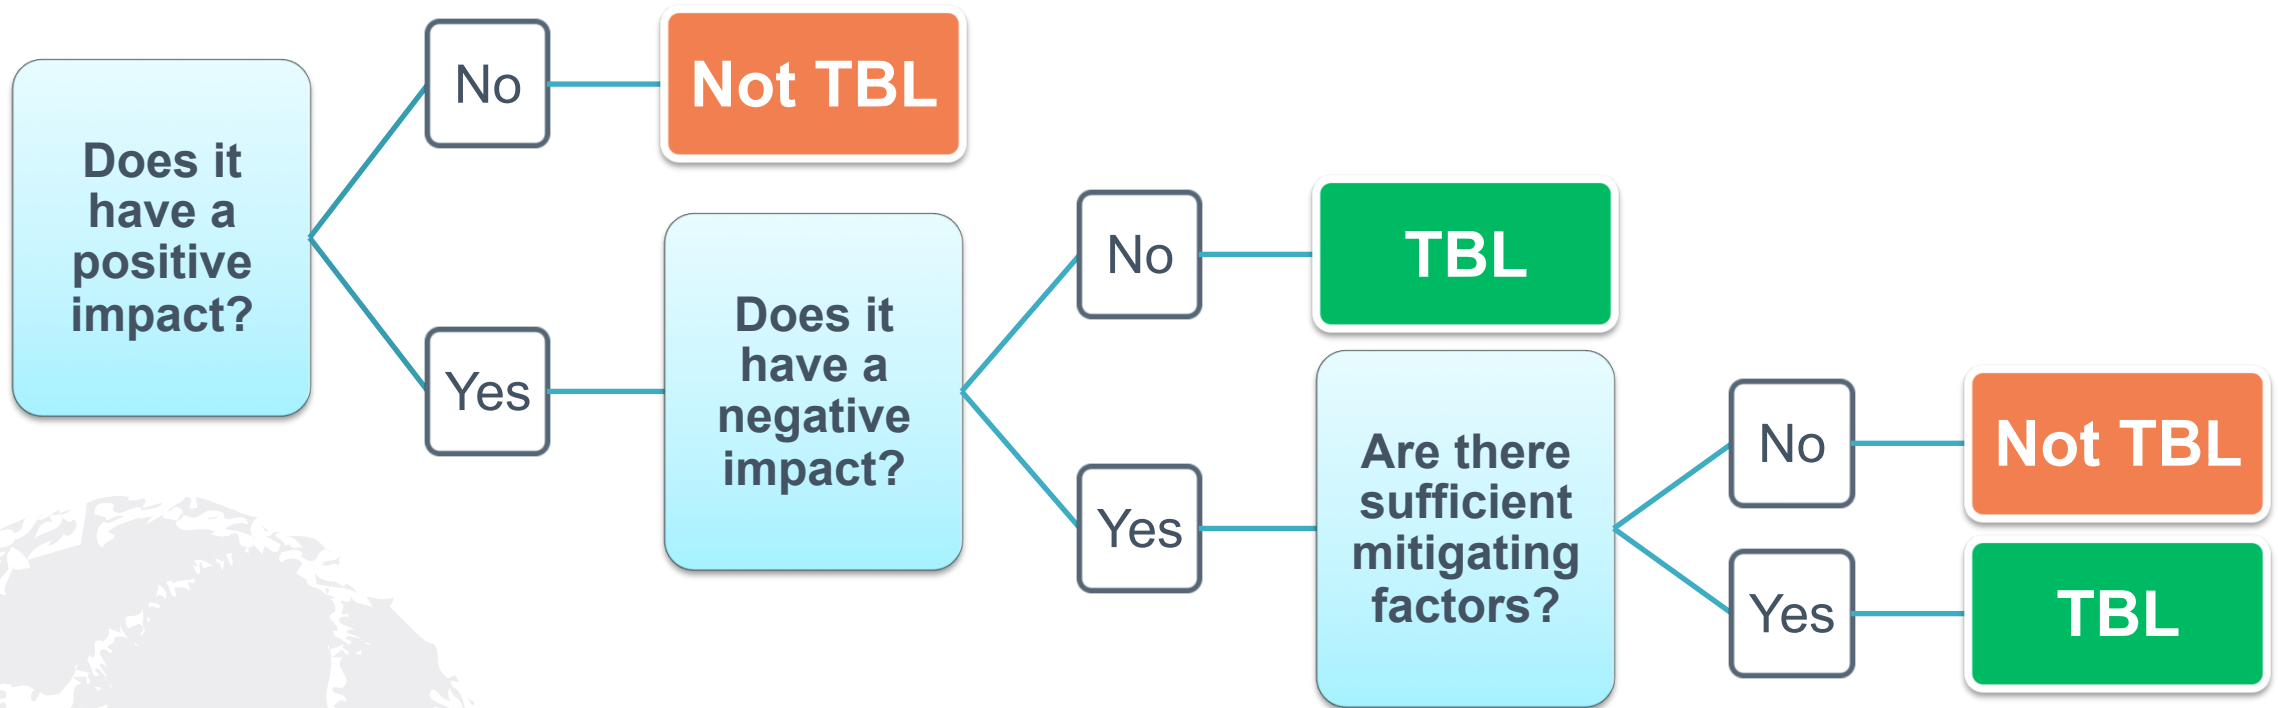 Does it
have a
positive
impact?
No
Not TBL
Yes
Does it
have a
negative
impact?
No
TBL
Yes
Are there
sufficient
mitigating
factors?
No
Not TBL
Yes
TBL